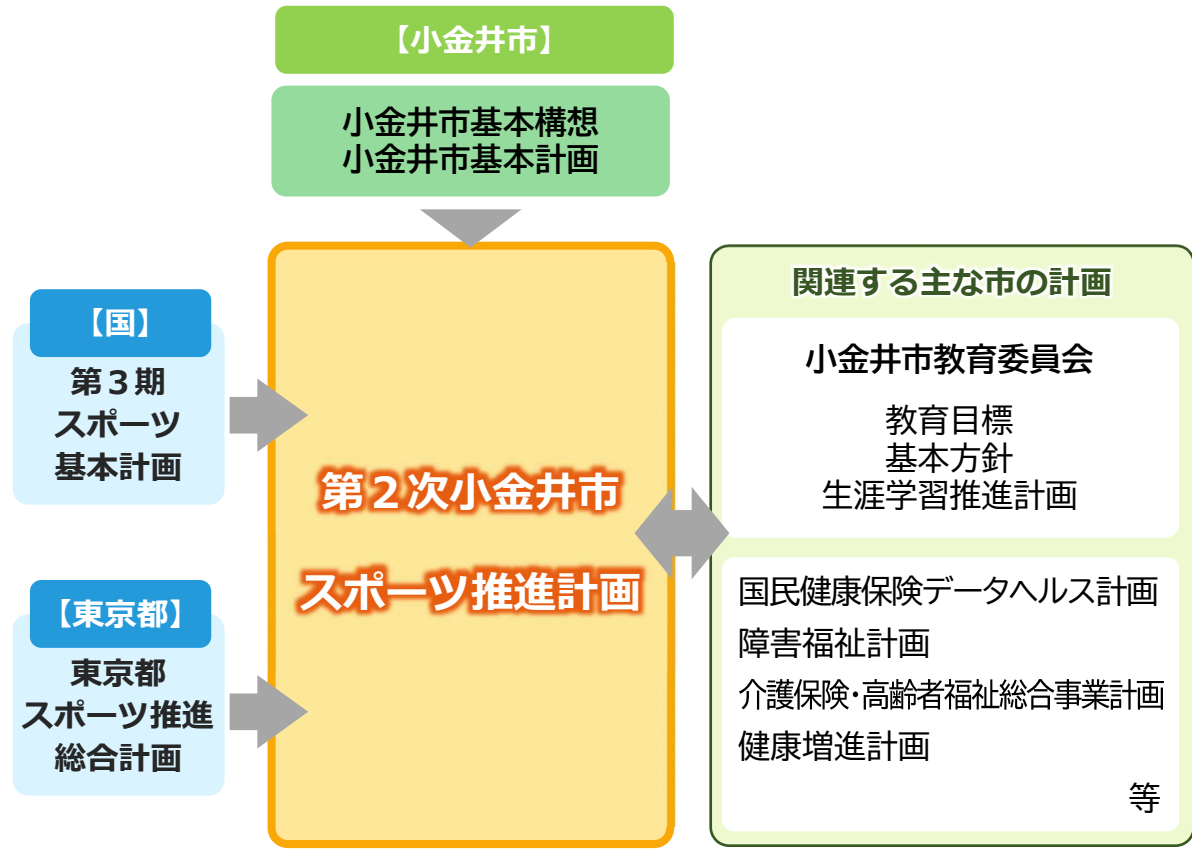 【小金井市】
小金井市基本構想
小金井市基本計画
【国】
第３期
スポーツ
基本計画
【東京都】
東京都
スポーツ推進
総合計画
第２次小金井市
スポーツ推進計画
関連する主な市の計画
小金井市教育委員会
教育目標
基本方針
生涯学習推進計画
国民健康保険データヘルス計画
障害福祉計画
介護保険・高齢者福祉総合事業計画
健康増進計画
等